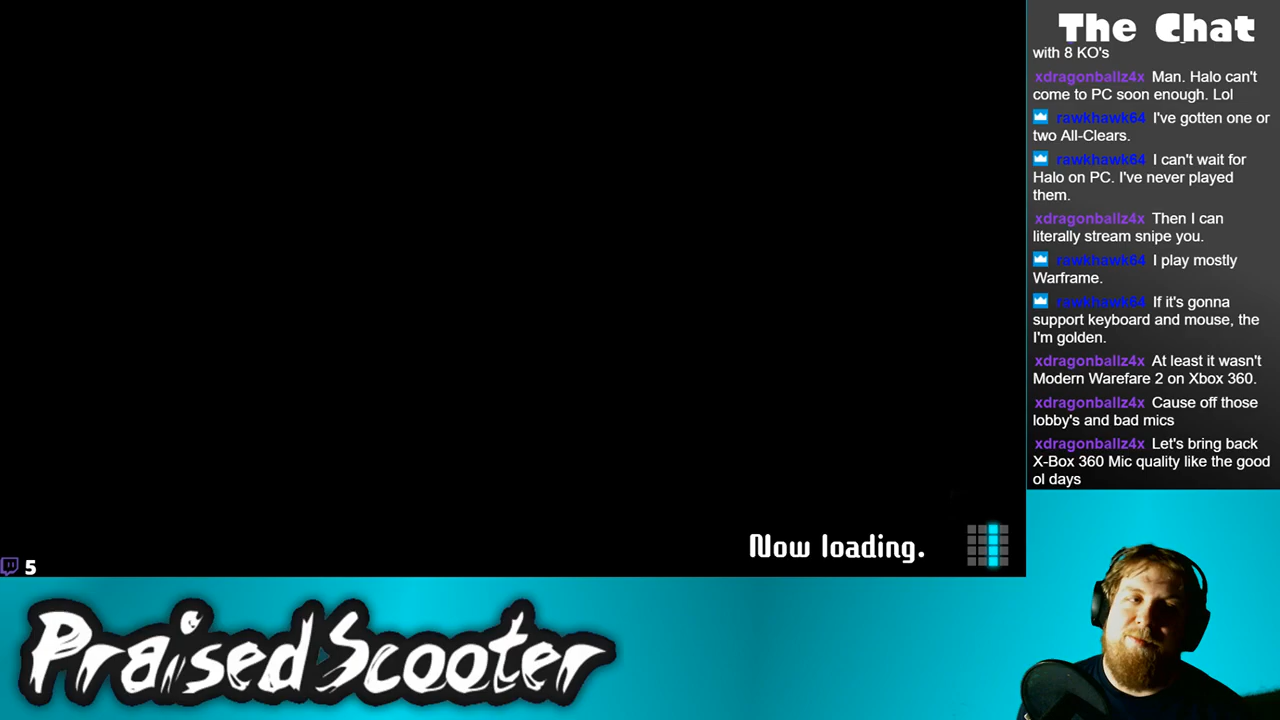 The Chat
with 8 KO's
xdragonballz4x Man. Halo can't
come to PC soon enough. Lol
rawkhawk64 I've gotten one or
two All-Clears.
rawkhawk64 I can't wait for
Halo on PC. I've never played
them.
xdragonballz4x Then I can
literally stream snipe you.
rawkhawk64 I play mostly
Warframe.
rawkhawk64 If it's gonna
support keyboard and mouse, the
I'm golden.
xdragonballz4x At least it wasn't
Modern Warefare 2 on Xbox 360.
xdragonballz4x Cause off those
lobby's and bad mics
xdragonballz4x Let's bring back
X-Box 360 Mic quality like the good
ol days
Now loading.
5
PraisedScooter